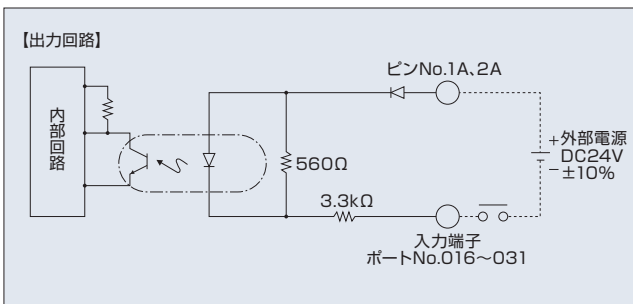 【出力回路】
ピンNo.1A、2A
内部回路
560Ω
+外部電源
DC24V
−±10%
3.3kΩ
入力端子
ポートNo.016〜031